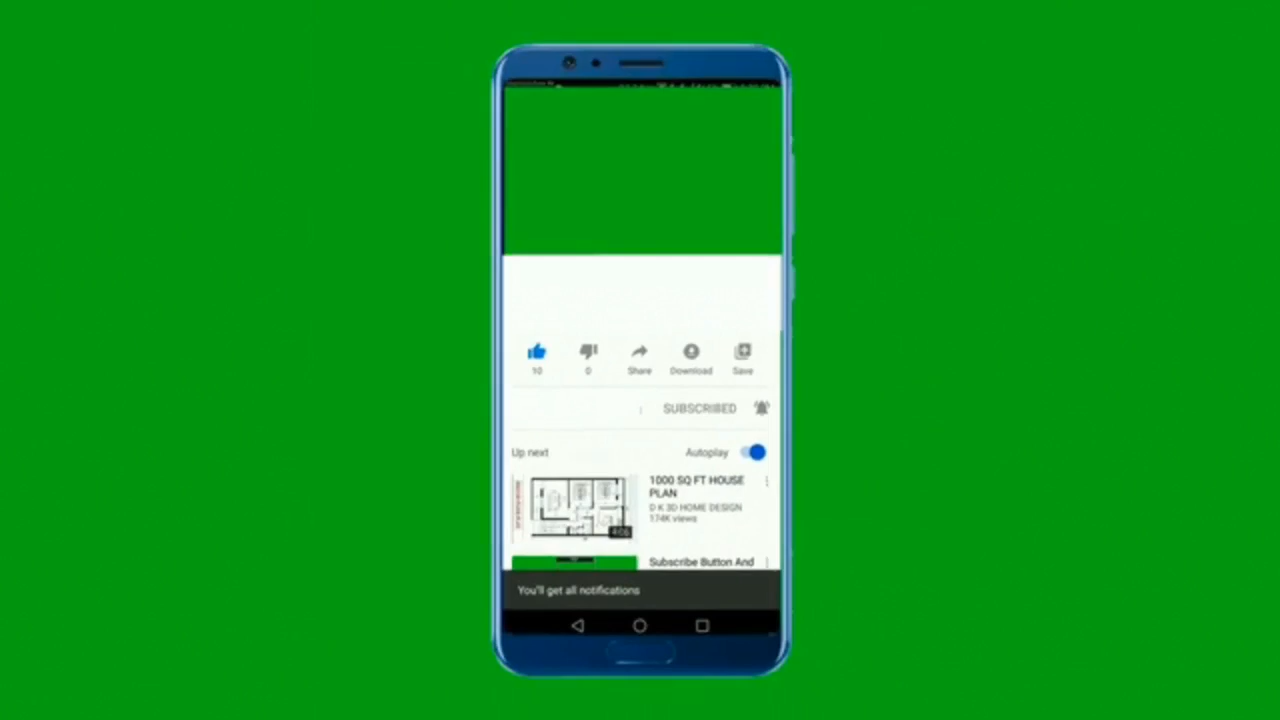 10
0
Share
Download
Save
SUBSCRIBED
Up next
Autoplay
1000 SQ FT HOUSE
PLAN
D K 3D HOME DESIGN
174K views
Subscribe Button And
You'll get all notifications